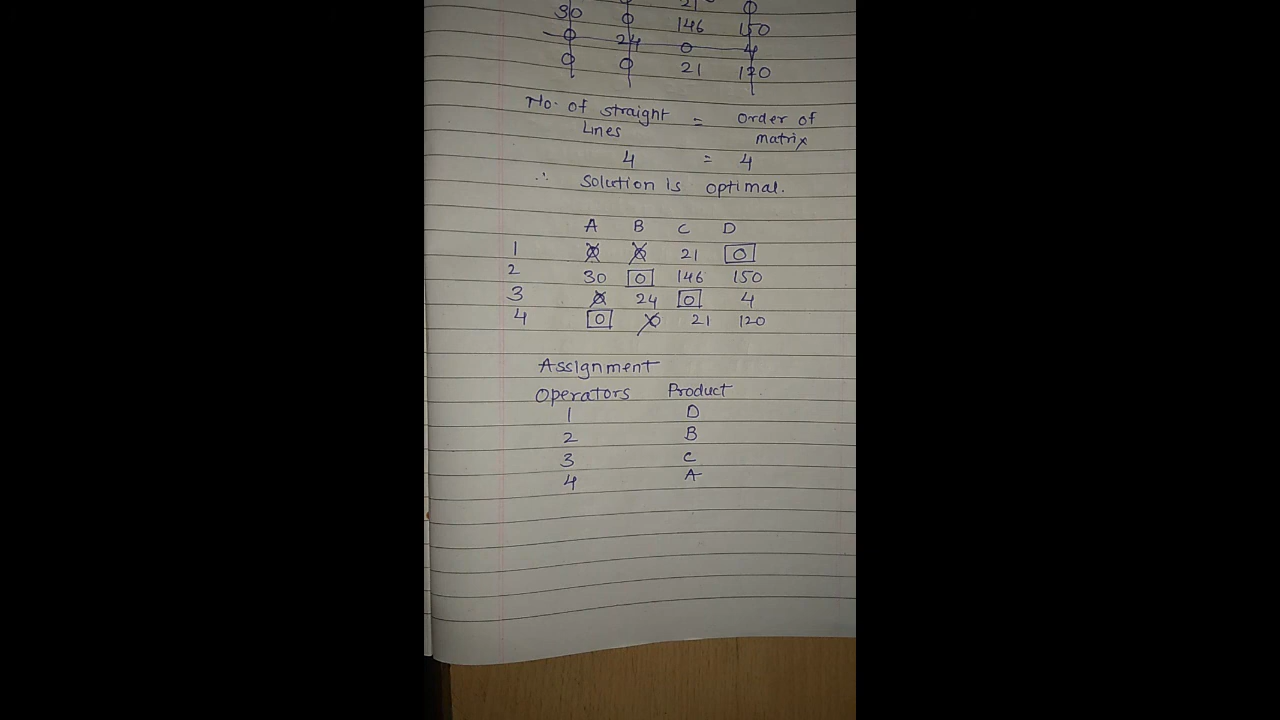 21 0
30 0 146 150
0 24 0 4
0 0 21 120
No. of straight Lines = Order of matrix
4 = 4
∴ Solution is optimal.
A B C D
1 0 0 21 0
2 30 0 146 150
3 0 24 0 4
4 0 0 21 120
Assignment
Operators Product
1 D
2 B
3 C
4 A